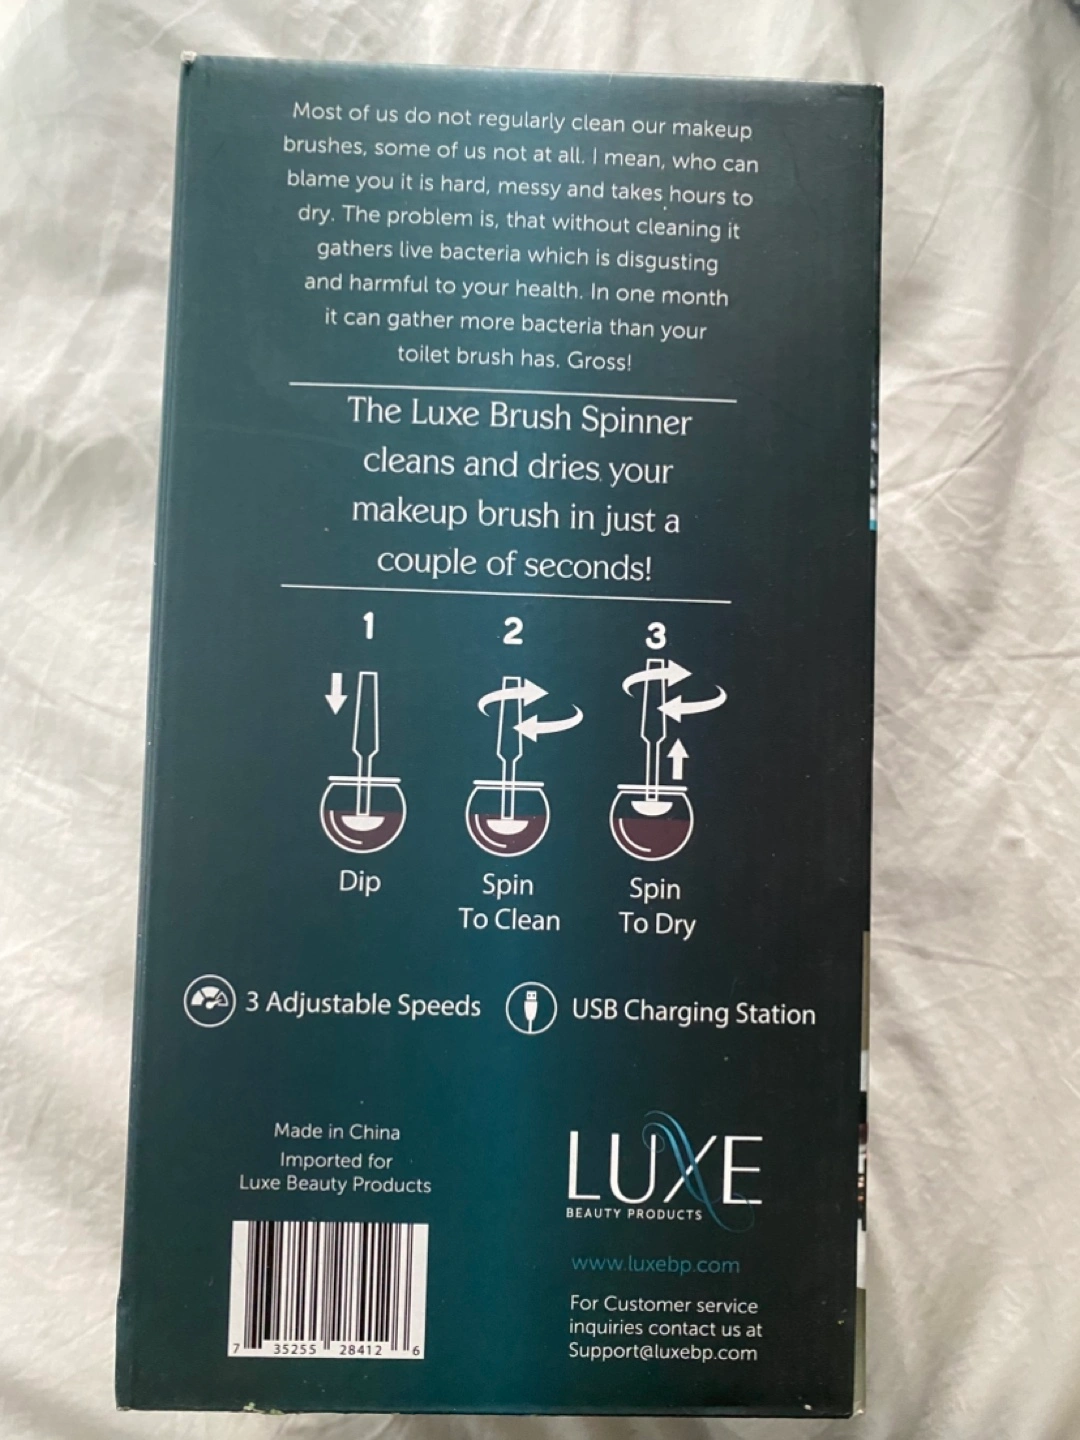 Most of us do not regularly clean our makeup
brushes, some of us not at all. I mean, who can
blame you it is hard, messy and takes hours to
dry. The problem is, that without cleaning it
gathers live bacteria which is disgusting
and harmful to your health. In one month
it can gather more bacteria than your
toilet brush has. Gross!
The Luxe Brush Spinner
cleans and dries your
makeup brush in just a
couple of seconds!
1 2 3
Dip
Spin
To Clean
Spin
To Dry
3 Adjustable Speeds
USB Charging Station
Made in China
Imported for
Luxe Beauty Products
7 35255 28412 6
LUXE
BEAUTY PRODUCTS
www.luxebp.com
For Customer service
inquiries contact us at
Support@luxebp.com